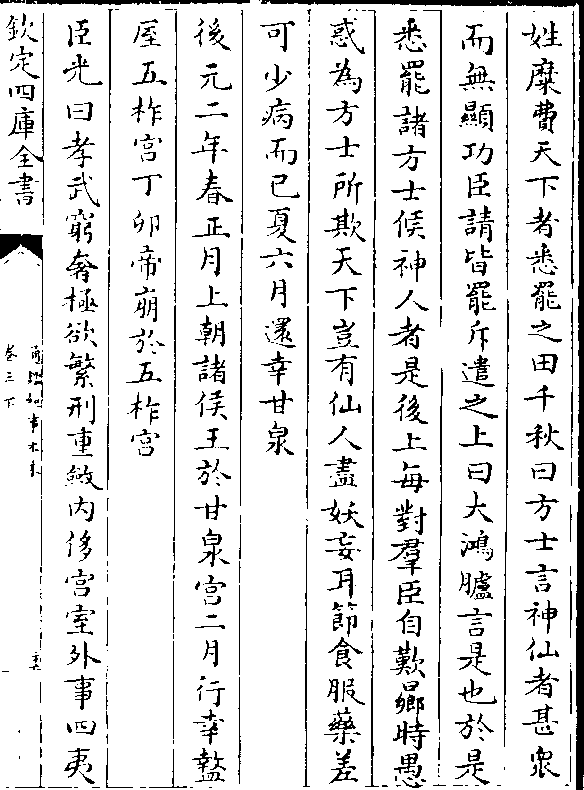 姓糜費天下者悉罷之田千秋曰方士言神仙者甚衆
而無顯功臣請皆罷斥遣之上曰大鴻臚言是也於是
悉罷諸方士候神人者是後上每對羣臣自歎曏時愚
惑為方士所欺天下豈有仙人盡妖妄耳節食服藥差
可少病而已夏六月還幸甘泉
後元二年春正月上朝諸侯王於甘泉宮二月行幸盩
厔五柞宮丁卯帝崩於五柞宮
臣光曰孝武窮奢極欲繁刑重斂内侈宮室外事四夷
欽定四庫全書
通鑑紀事本末
卷三下